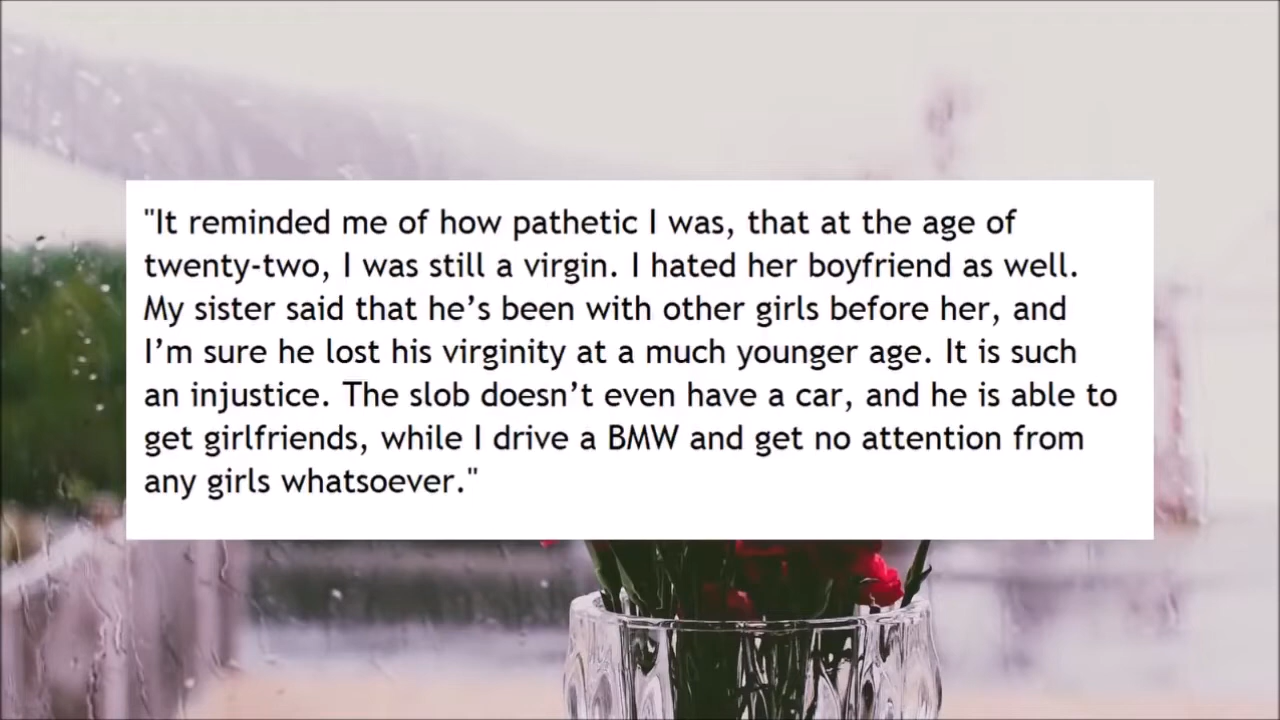 "It reminded me of how pathetic I was, that at the age of
twenty-two, I was still a virgin. I hated her boyfriend as well.
My sister said that he’s been with other girls before her, and
I’m sure he lost his virginity at a much younger age. It is such
an injustice. The slob doesn’t even have a car, and he is able to
get girlfriends, while I drive a BMW and get no attention from
any girls whatsoever."